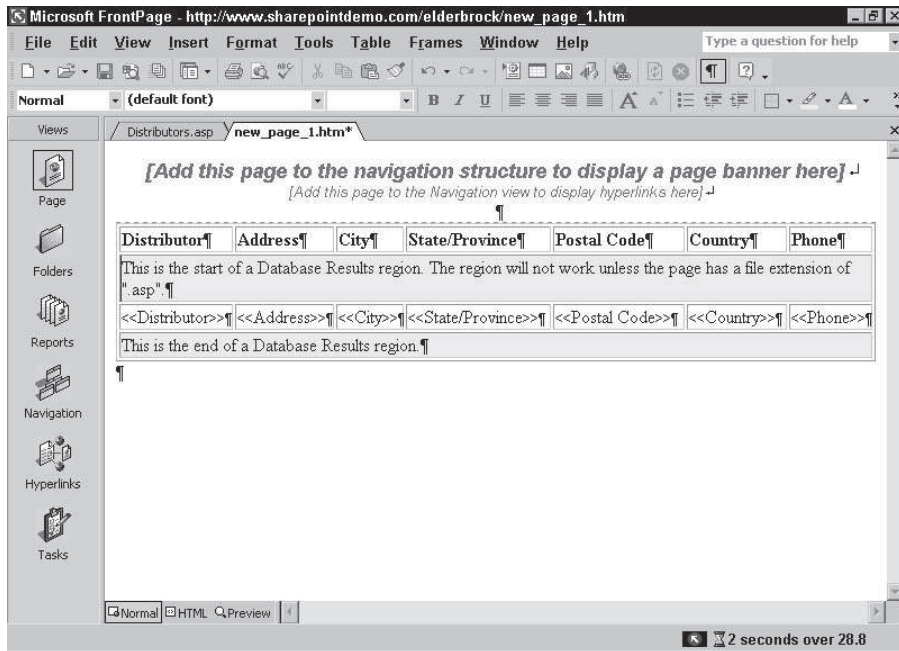 Microsoft FrontPage - http://www.sharepointdemo.com/elderbrock/new_page_1.htm
File Edit View Insert Format Tools Table Frames Window Help Type a question for help
Normal (default font) B I U A A A
Views Distributors.asp new_page_1.htm*
Page
Folders
Reports
Navigation
Hyperlinks
Tasks
[Add this page to the navigation structure to display a page banner here]↵
[Add this page to the Navigation view to display hyperlinks here]↵
¶
Distributor¶ Address¶ City¶ State/Province¶ Postal Code¶ Country¶ Phone¶
This is the start of a Database Results region. The region will not work unless the page has a file extension of
".asp".¶
<<Distributor>>¶ <<Address>>¶ <<City>>¶ <<State/Province>>¶ <<Postal Code>>¶ <<Country>>¶ <<Phone>>¶
This is the end of a Database Results region.¶
¶
Normal HTML Preview
2 seconds over 28.8